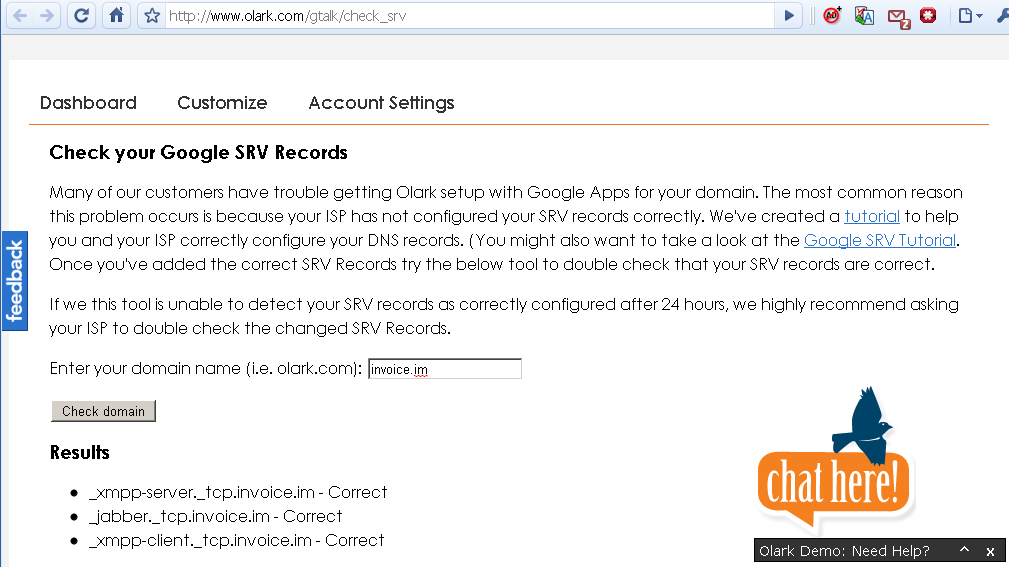 http://www.olark.com/gtalk/check_srv
2
Dashboard Customize Account Settings
Check your Google SRV Records
Many of our customers have trouble getting Olark setup with Google Apps for your domain. The most common reason
this problem occurs is because your ISP has not configured your SRV records correctly. We've created a tutorial to help
you and your ISP correctly configure your DNS records. (You might also want to take a look at the Google SRV Tutorial.
Once you've added the correct SRV Records try the below tool to double check that your SRV records are correct.
feedback
If we this tool is unable to detect your SRV records as correctly configured after 24 hours, we highly recommend asking
your ISP to double check the changed SRV Records.
Enter your domain name (i.e. olark.com): invoice.im
Check domain
Results
_xmpp-server._tcp.invoice.im - Correct
_jabber._tcp.invoice.im - Correct
_xmpp-client._tcp.invoice.im - Correct
chat here!
Olark Demo: Need Help? ^ x